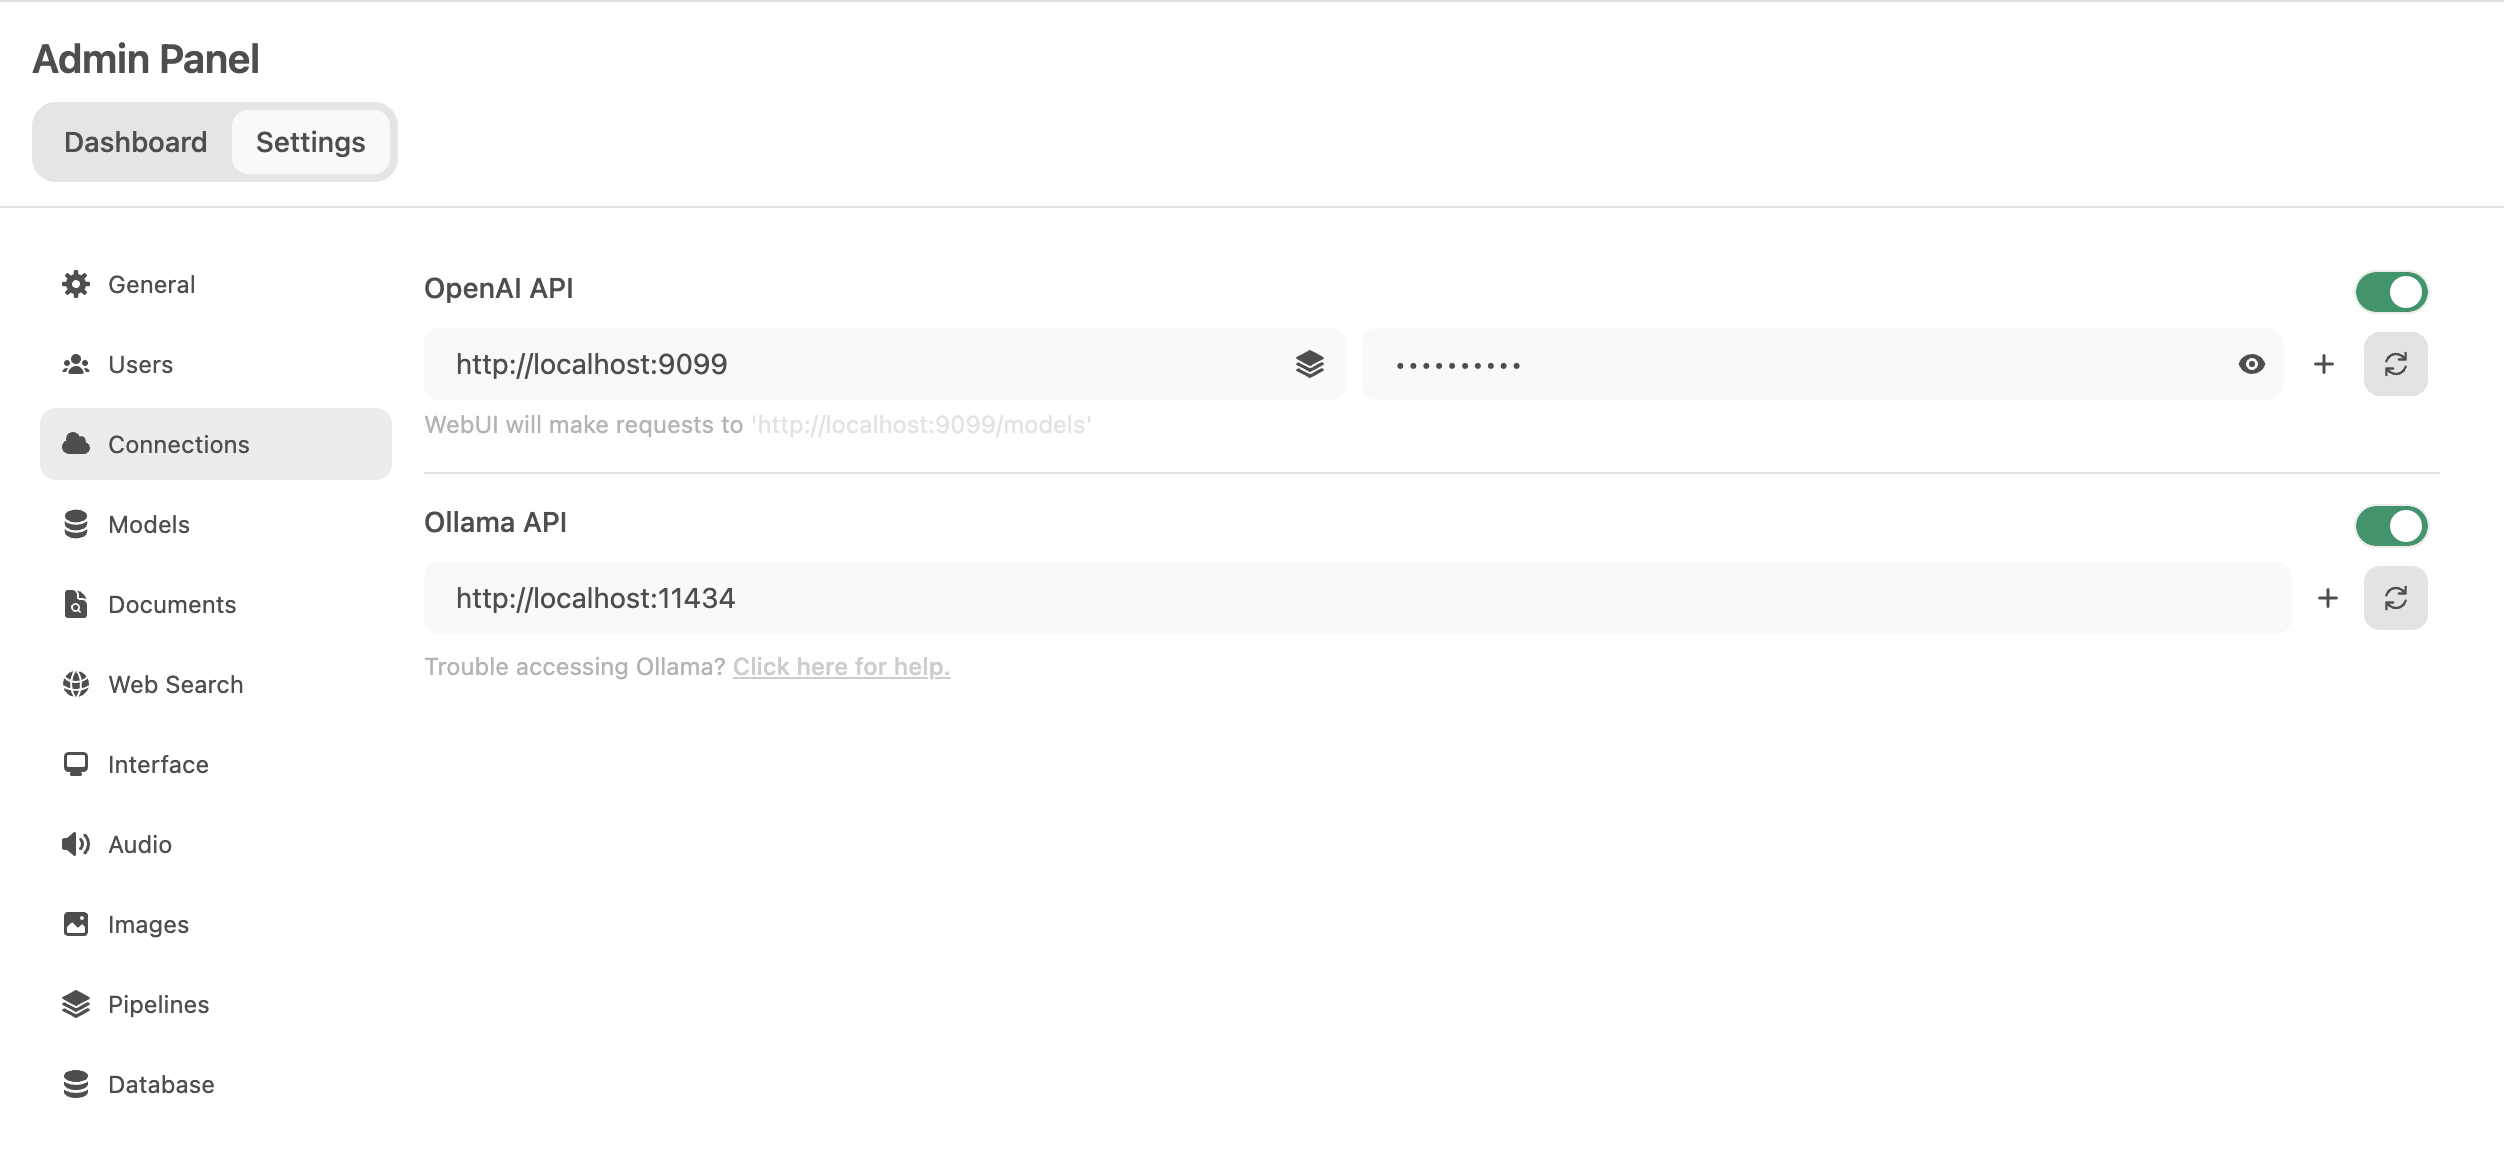 Admin Panel
Dashboard Settings
General
Users
Connections
Models
Documents
Web Search
Interface
Audio
Images
Pipelines
Database
OpenAI API
http://localhost:9099 ••••••••••
WebUI will make requests to 'http://localhost:9099/models'
Ollama API
http://localhost:11434
Trouble accessing Ollama? Click here for help.